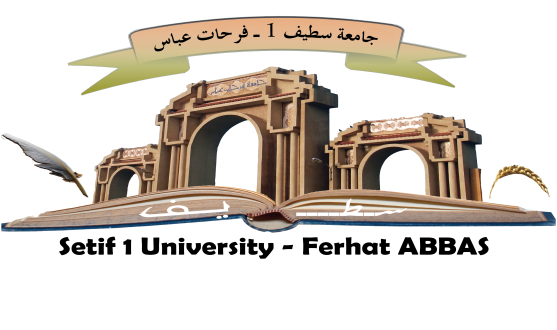 جامعة سطيف 1 ـ فرحات عباس
سطيف
Setif 1 University - Ferhat ABBAS